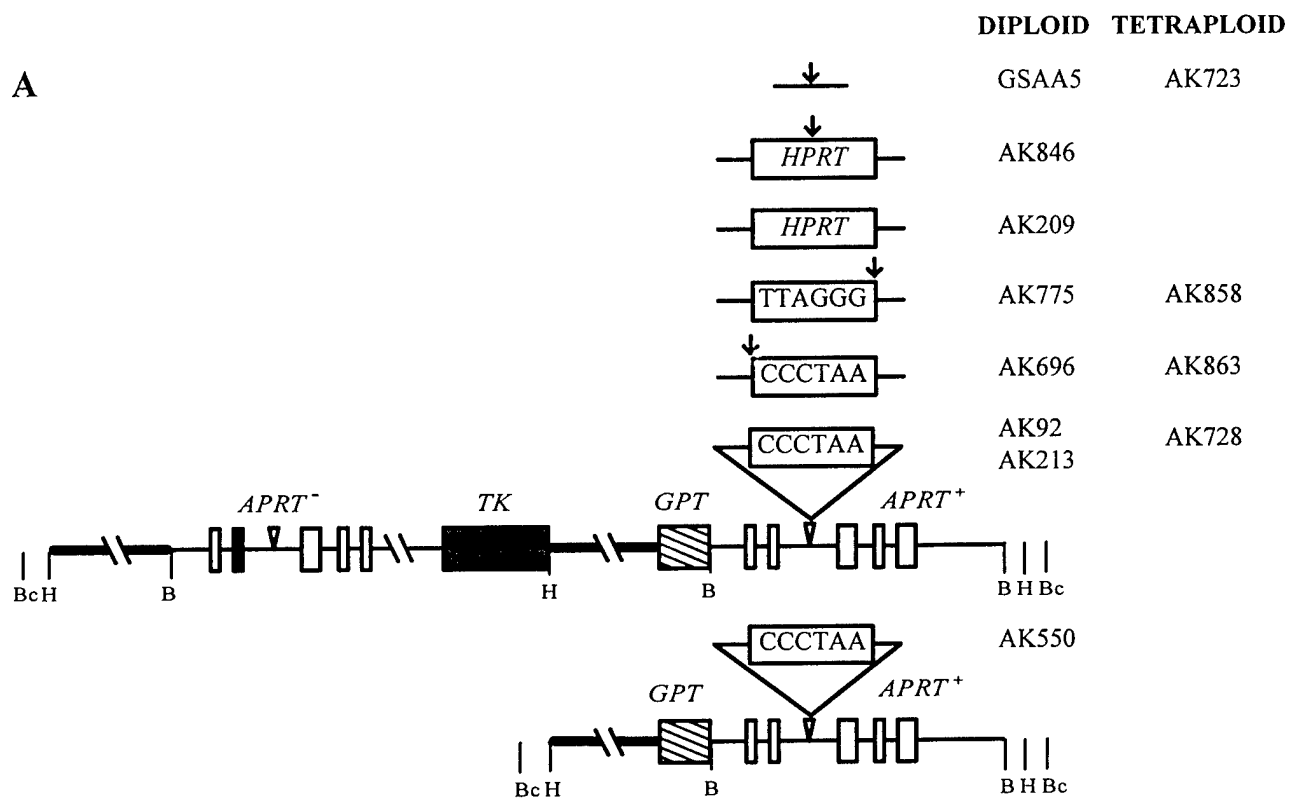 DIPLOID TETRAPLOID
A
GSAA5 AK723
HPRT AK846
HPRT AK209
TTAGGG AK775 AK858
CCCTAA AK696 AK863
CCCTAA AK92 AK728
AK213
APRT - TK GPT APRT +
Bc H B H B B H Bc
CCCTAA AK550
GPT APRT +
Bc H B B H Bc